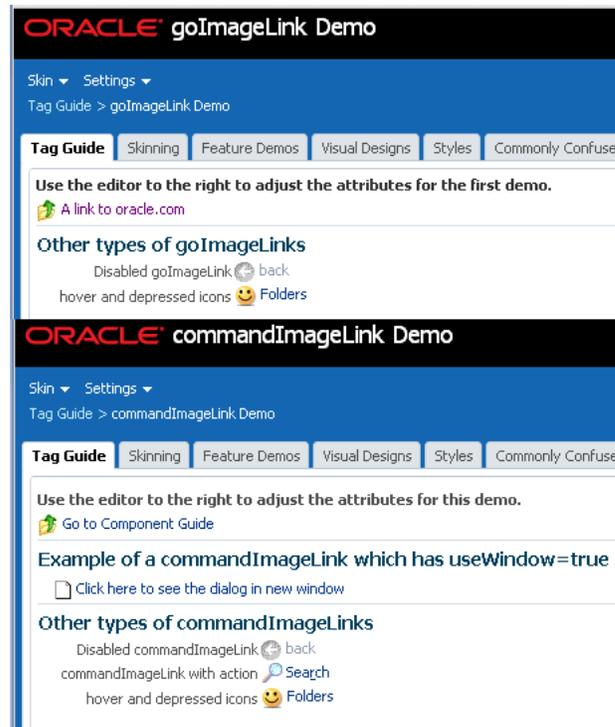 ORACLE goImageLink Demo
Skin Settings
Tag Guide > goImageLink Demo
Tag Guide Skinning Feature Demos Visual Designs Styles Commonly Confuse
Use the editor to the right to adjust the attributes for the first demo.
A link to oracle.com
Other types of goImageLinks
Disabled goImageLink back
hover and depressed icons Folders
ORACLE commandImageLink Demo
Skin Settings
Tag Guide > commandImageLink Demo
Tag Guide Skinning Feature Demos Visual Designs Styles Commonly Confuse
Use the editor to the right to adjust the attributes for this demo.
Go to Component Guide
Example of a commandImageLink which has useWindow=true
Click here to see the dialog in new window
Other types of commandImageLinks
Disabled commandImageLink back
commandImageLink with action Search
hover and depressed icons Folders